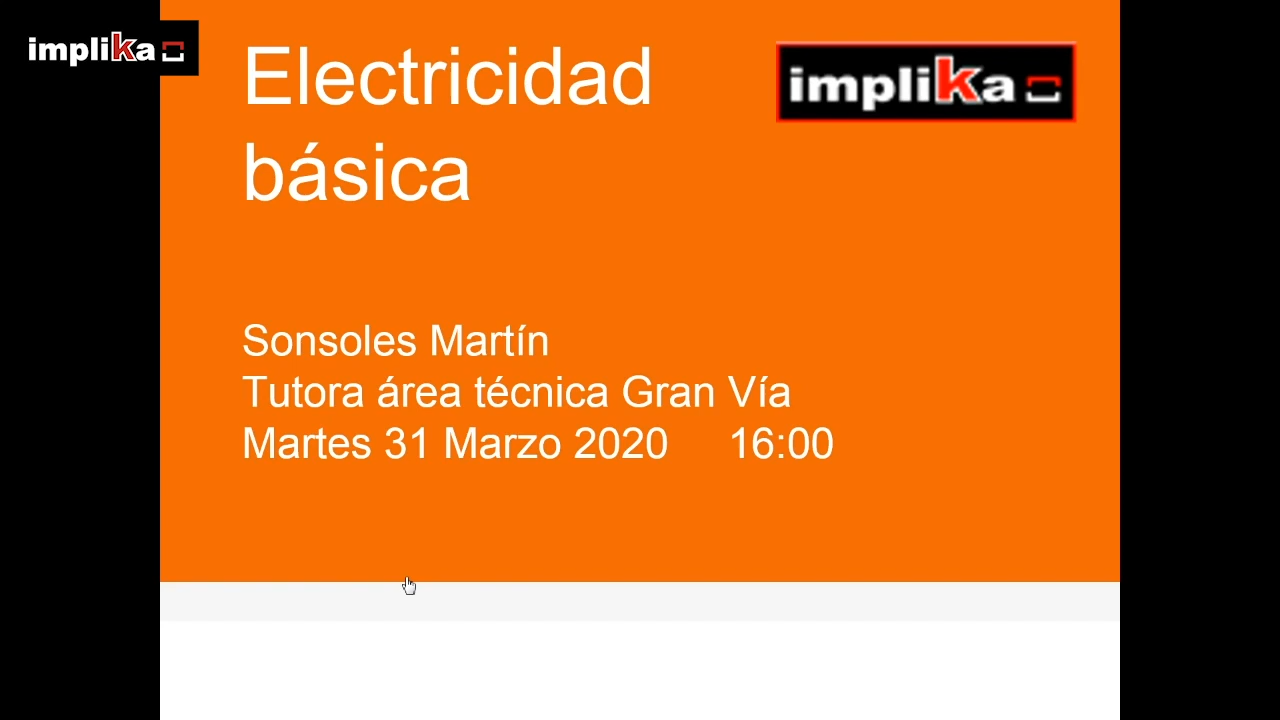 implika
Electricidad
básica
implika
Sonsoles Martín
Tutora área técnica Gran Vía
Martes 31 Marzo 2020 16:00